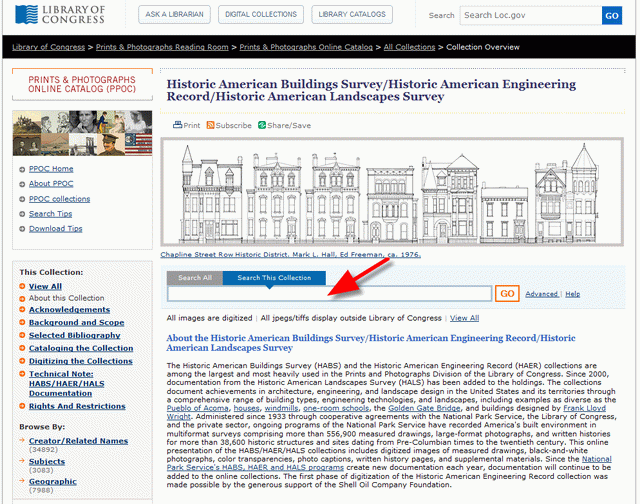 LIBRARY OF
CONGRESS
ASK A LIBRARIAN
DIGITAL COLLECTIONS
LIBRARY CATALOGS
Search
Search Loc.gov
GO
Library of Congress > Prints & Photographs Reading Room > Prints & Photographs Online Catalog > All Collections > Collection Overview
PRINTS & PHOTOGRAPHS
ONLINE CATALOG (PPOC)
PPOC Home
About PPOC
PPOC collections
Search Tips
Download Tips
This Collection:
View All
About this Collection
Acknowledgements
Background and Scope
Selected Bibliography
Cataloging the Collection
Digitizing the Collections
Technical Note:
HABS/HAER/HALS
Documentation
Rights And Restrictions
Browse By:
Creator/Related Names
(34892)
Subjects
(3083)
Geographic
(7988)
Historic American Buildings Survey/Historic American Engineering
Record/Historic American Landscapes Survey
Print
Subscribe
Share/Save
Chapline Street Row Historic District. Mark L. Hall, Ed Freeman, ca. 1976.
Search All
Search This Collection
GO
Advanced | Help
All images are digitized | All jpegs/tiffs display outside Library of Congress | View All
About the Historic American Buildings Survey/Historic American Engineering Record/Historic
American Landscapes Survey
The Historic American Buildings Survey (HABS) and the Historic American Engineering Record (HAER) collections are
among the largest and most heavily used in the Prints and Photographs Division of the Library of Congress. Since 2000,
documentation from the Historic American Landscapes Survey (HALS) has been added to the holdings. The collections
document achievements in architecture, engineering, and landscape design in the United States and its territories through
a comprehensive range of building types, engineering technologies, and landscapes, including examples as diverse as the
Pueblo of Acoma, houses, windmills, one-room schools, the Golden Gate Bridge, and buildings designed by Frank Lloyd
Wright. Administered since 1933 through cooperative agreements with the National Park Service, the Library of Congress,
and the private sector, ongoing programs of the National Park Service have recorded America's built environment in
multiformat surveys comprising more than 556,900 measured drawings, large-format photographs, and written histories
for more than 38,600 historic structures and sites dating from Pre-Columbian times to the twentieth century. This online
presentation of the HABS/HAER/HALS collections includes digitized images of measured drawings, black-and-white
photographs, color transparencies, photo captions, written history pages, and supplemental materials. Since the National
Park Service's HABS, HAER and HALS programs create new documentation each year, documentation will continue to be
added to the online collections. The first phase of digitization of the Historic American Engineering Record collection
was made possible by the generous support of the Shell Oil Company Foundation.